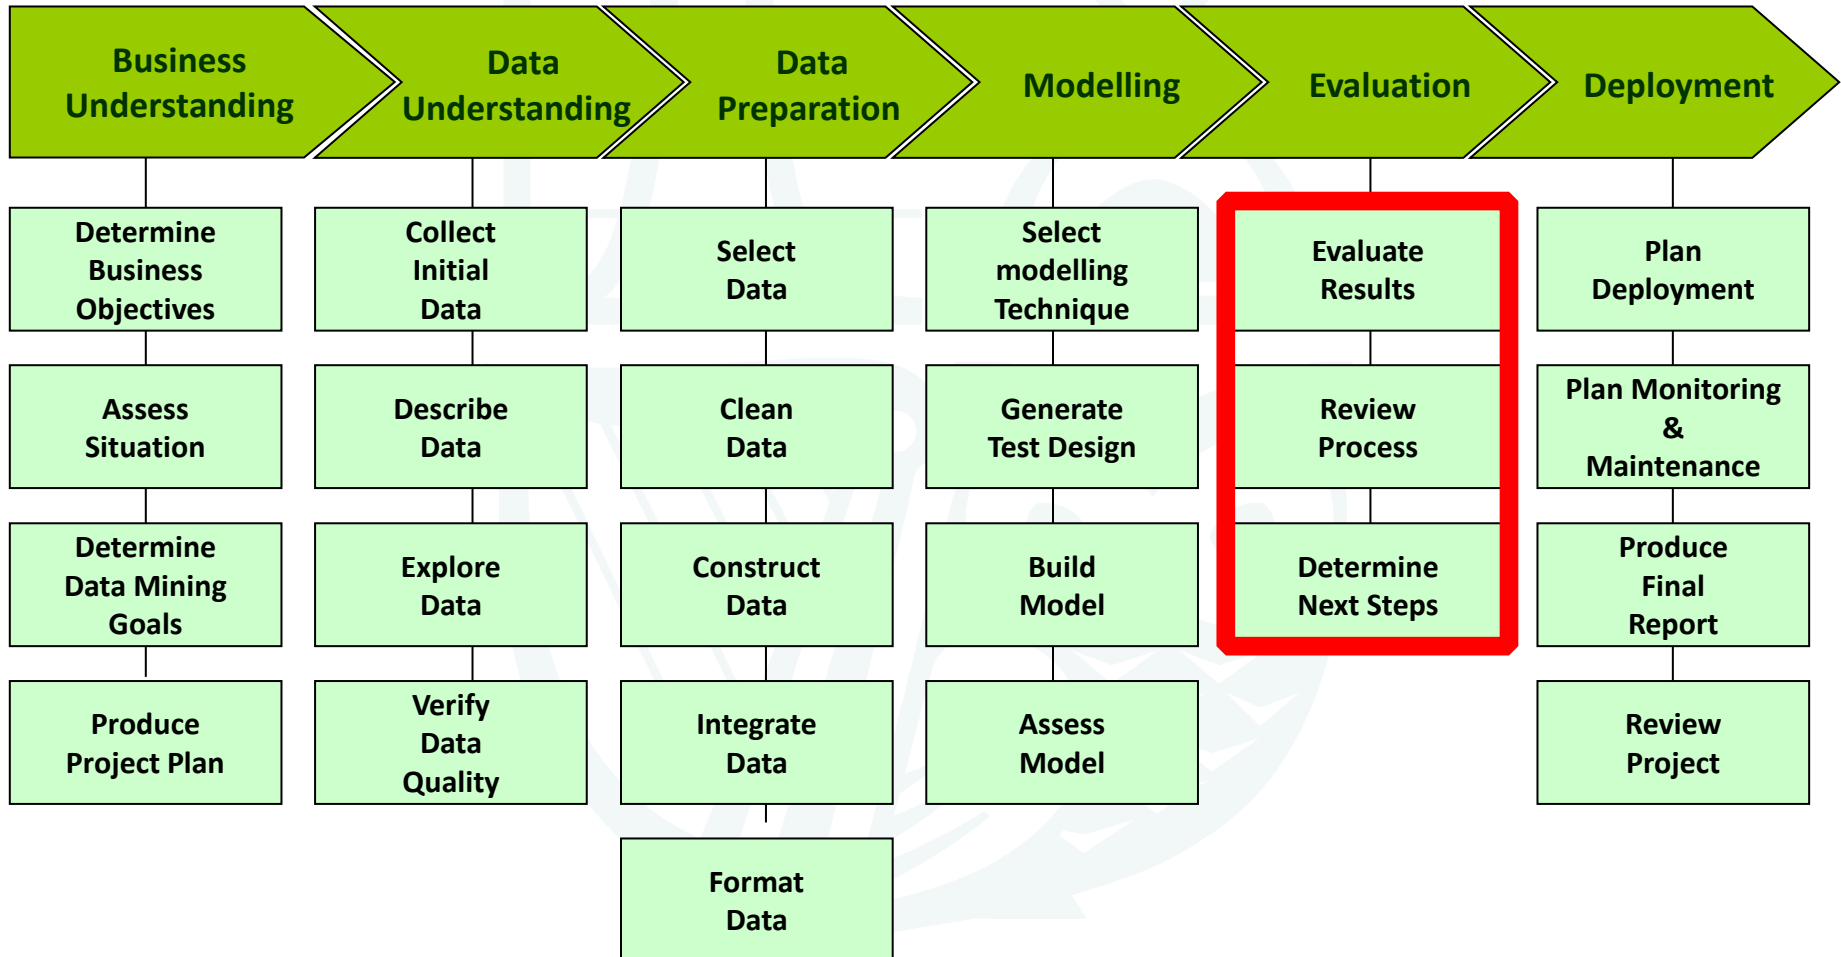 Business
Understanding
Data
Understanding
Data
Preparation
Modelling
Evaluation
Deployment
Determine
Business
Objectives
Assess
Situation
Determine
Data Mining
Goals
Produce
Project Plan
Collect
Initial
Data
Describe
Data
Explore
Data
Verify
Data
Quality
Select
Data
Clean
Data
Construct
Data
Integrate
Data
Format
Data
Select
modelling
Technique
Generate
Test Design
Build
Model
Assess
Model
Evaluate
Results
Review
Process
Determine
Next Steps
Plan
Deployment
Plan Monitoring
&
Maintenance
Produce
Final
Report
Review
Project